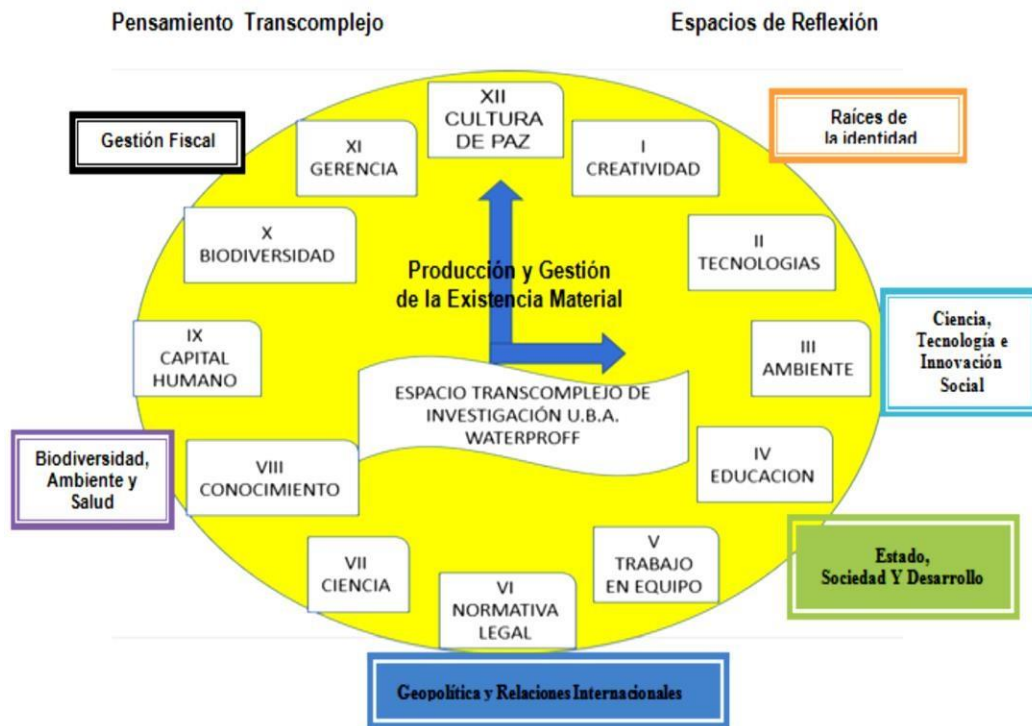 Pensamiento Transcomplejo
Espacios de Reflexión
XII
CULTURA
DE PAZ
Gestión Fiscal
XI
GERENCIA
I
CREATIVIDAD
Raíces de
la identidad
X
BIODIVERSIDAD
II
TECNOLOGIAS
Producción y Gestión
de la Existencia Material
IX
CAPITAL
HUMANO
III
AMBIENTE
Ciencia,
Tecnología e
Innovación
Social
ESPACIO TRANSCOMPLEJO DE
INVESTIGACIÓN U.B.A.
WATERPROFF
Biodiversidad,
Ambiente y
Salud
VIII
CONOCIMIENTO
IV
EDUCACION
VII
CIENCIA
VI
NORMATIVA
LEGAL
V
TRABAJO
EN EQUIPO
Estado,
Sociedad Y Desarrollo
Geopolítica y Relaciones Internacionales